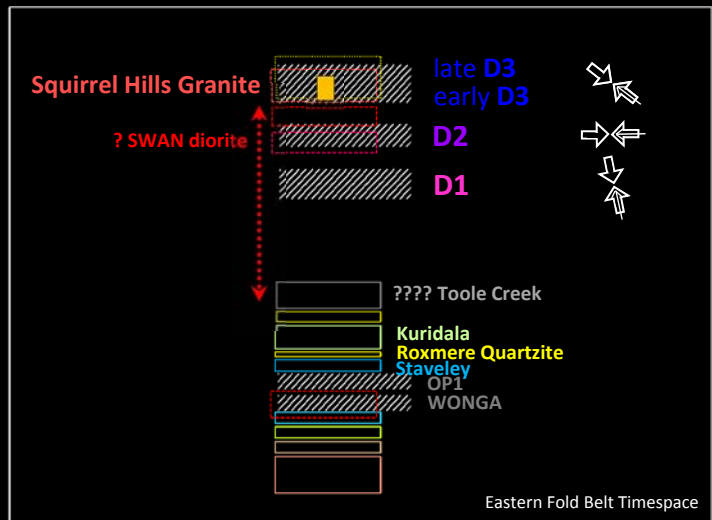 late D3
Squirrel Hills Granite
early D3
? SWAN diorite
D2
D1
???? Toole Creek
Kuridala
Roxmere Quartzite
Staveley
OP1
WONGA
Eastern Fold Belt Timespace